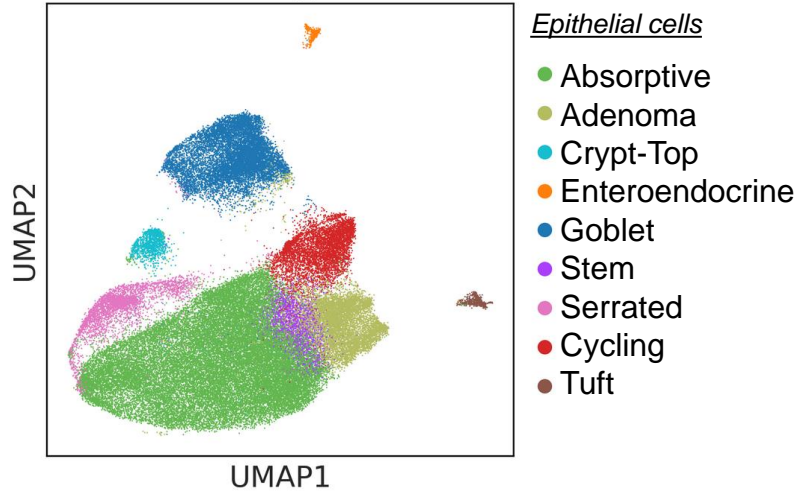 Epithelial cells
Absorptive
Adenoma
Crypt-Top
Enteroendocrine
Goblet
Stem
Serrated
Cycling
Tuft
UMAP2
UMAP1